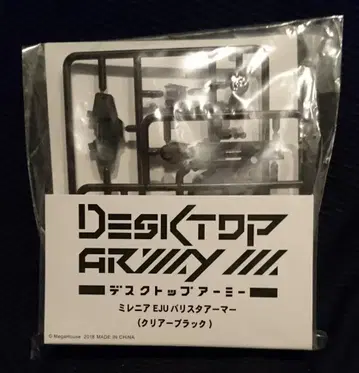 DESKTOP
ARMY
デスクトップアーミー
ミレニア EJU バリスタアーマー
(クリアーブラック)
© MegaHouse 2018 MADE IN CHINA